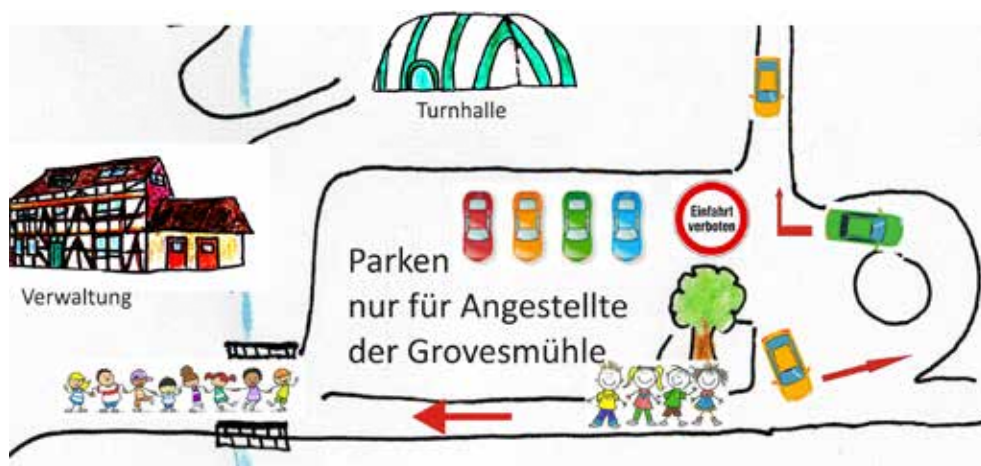 Turnhalle
Einfahrt
verboten
Verwaltung
Parken
nur für Angestellte
der Grovesmühle